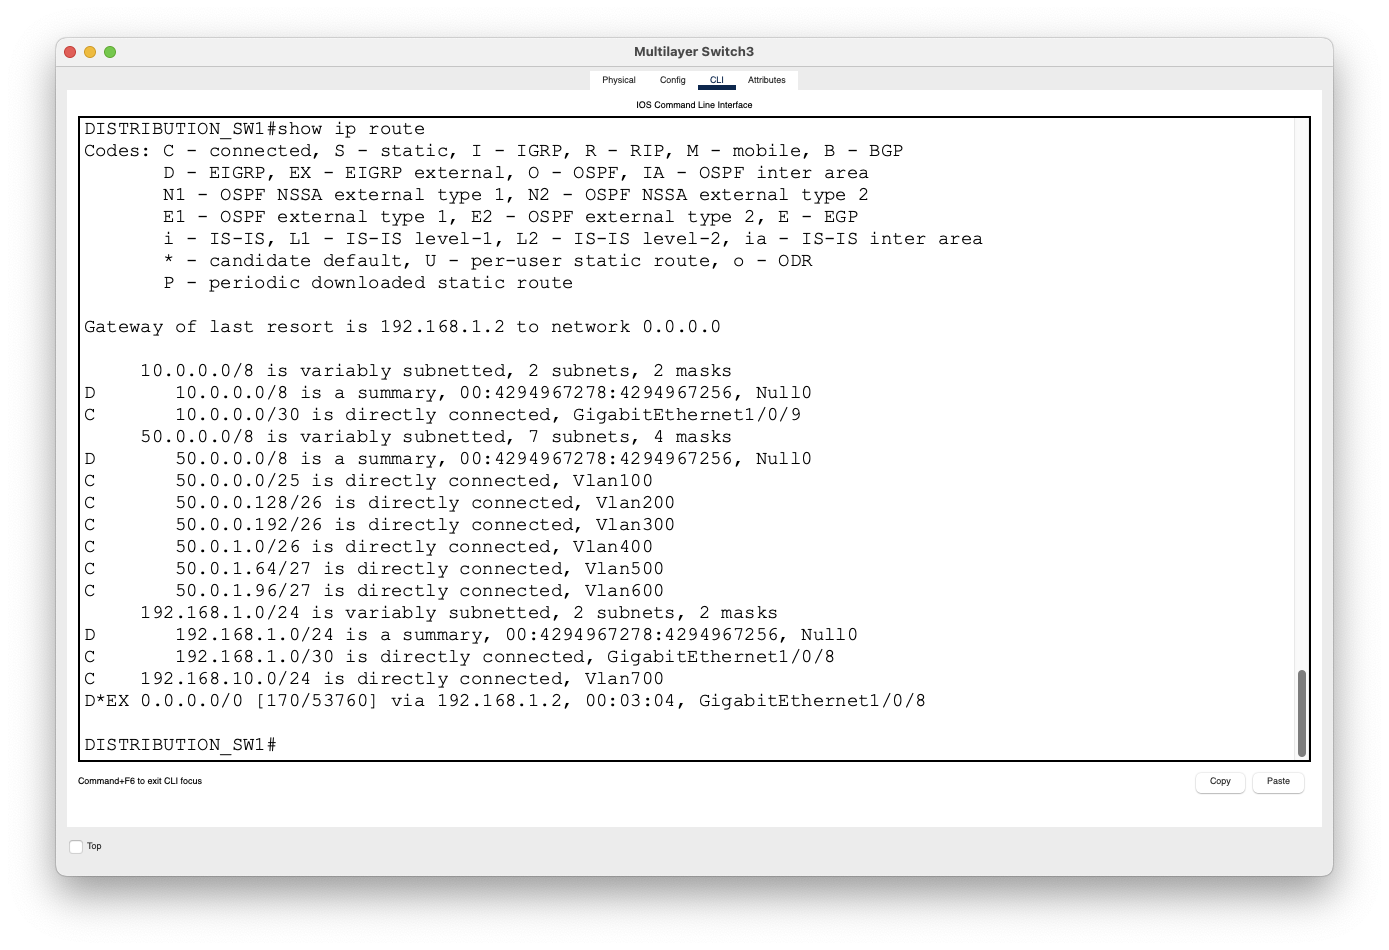 Multilayer Switch3
Physical Config CLI Attributes
IOS Command Line Interface
DISTRIBUTION_SW1#show ip route
Codes: C - connected, S - static, I - IGRP, R - RIP, M - mobile, B - BGP
D - EIGRP, EX - EIGRP external, O - OSPF, IA - OSPF inter area
N1 - OSPF NSSA external type 1, N2 - OSPF NSSA external type 2
E1 - OSPF external type 1, E2 - OSPF external type 2, E - EGP
i - IS-IS, L1 - IS-IS level-1, L2 - IS-IS level-2, ia - IS-IS inter area
* - candidate default, U - per-user static route, o - ODR
P - periodic downloaded static route
Gateway of last resort is 192.168.1.2 to network 0.0.0.0
10.0.0.0/8 is variably subnetted, 2 subnets, 2 masks
D 10.0.0.0/8 is a summary, 00:4294967278:4294967256, Null0
C 10.0.0.0/30 is directly connected, GigabitEthernet1/0/9
50.0.0.0/8 is variably subnetted, 7 subnets, 4 masks
D 50.0.0.0/8 is a summary, 00:4294967278:4294967256, Null0
C 50.0.0.0/25 is directly connected, Vlan100
C 50.0.0.128/26 is directly connected, Vlan200
C 50.0.0.192/26 is directly connected, Vlan300
C 50.0.1.0/26 is directly connected, Vlan400
C 50.0.1.64/27 is directly connected, Vlan500
C 50.0.1.96/27 is directly connected, Vlan600
192.168.1.0/24 is variably subnetted, 2 subnets, 2 masks
D 192.168.1.0/24 is a summary, 00:4294967278:4294967256, Null0
C 192.168.1.0/30 is directly connected, GigabitEthernet1/0/8
C 192.168.10.0/24 is directly connected, Vlan700
D*EX 0.0.0.0/0 [170/53760] via 192.168.1.2, 00:03:04, GigabitEthernet1/0/8
DISTRIBUTION_SW1#
Command+F6 to exit CLI focus
Copy Paste
Top